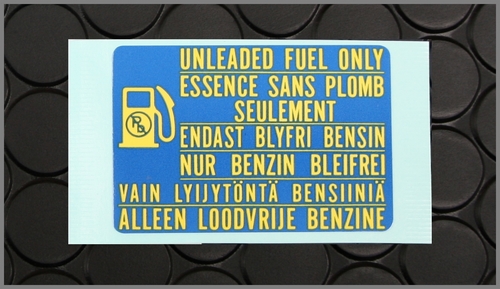 UNLEADED FUEL ONLY
ESSENCE SANS PLOMB
SEULEMENT
ENDAST BLYFRI BENSIN
NUR BENZIN BLEIFREI
VAIN LYIJYTÖNTÄ BENSIINIÄ
ALLEEN LOODVRIJE BENZINE